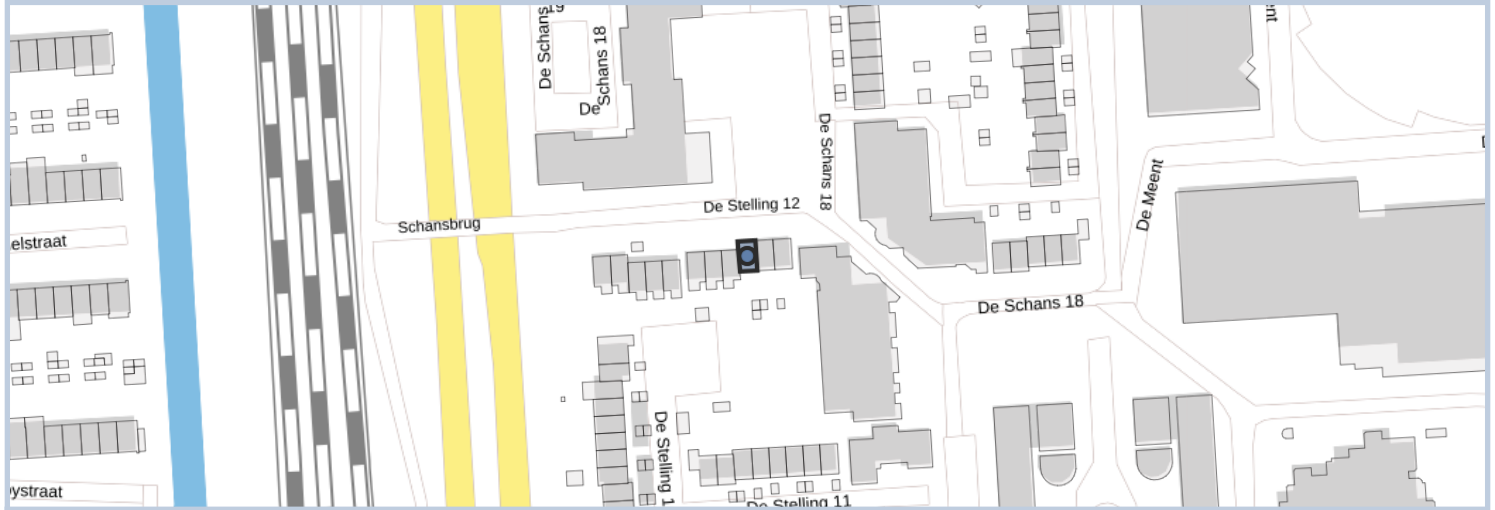 De Schans
19
Schans 18
De
ent
De Schans 18
De Meent
De Stelling 12
Schansbrug
elstraat
De Schans 18
De Stelling 1
ystraat
De Stelling 11